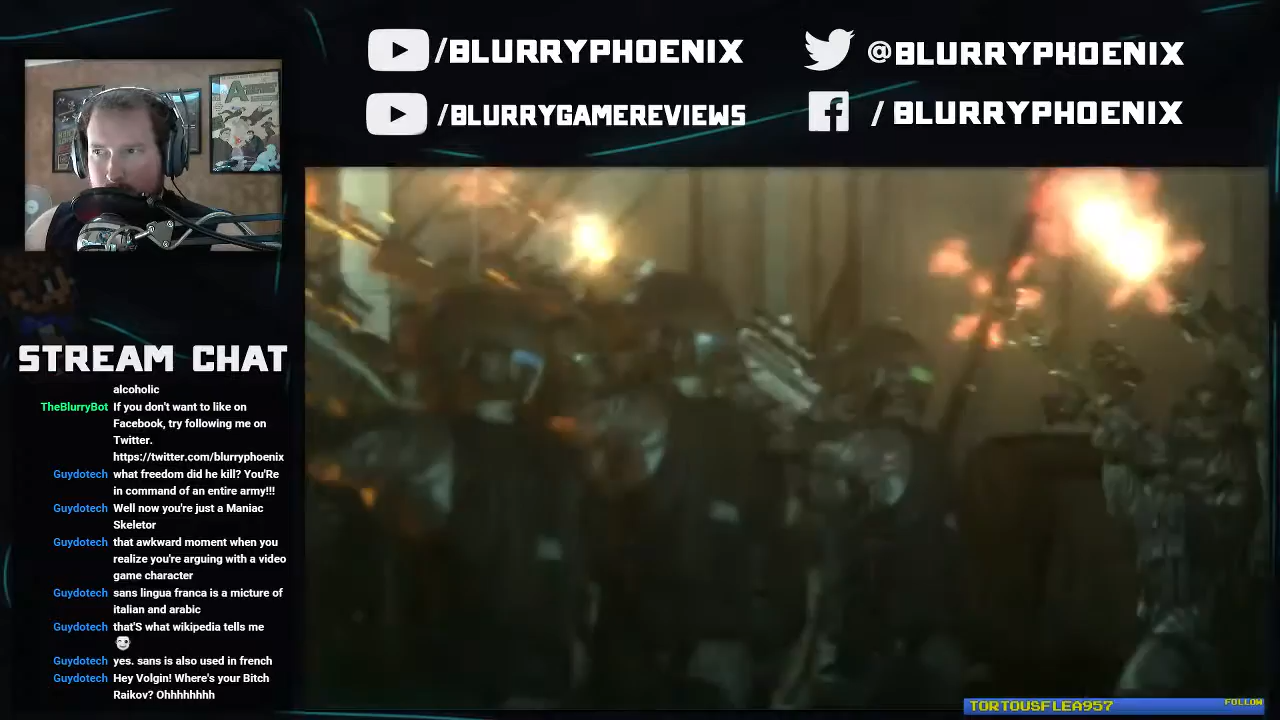 /BLURRYPHOENIX
@BLURRYPHOENIX
/BLURRYGAMEREVIEWS
/ BLURRYPHOENIX
STREAM CHAT
alcoholic
TheBlurryBot If you don't want to like on
Facebook, try following me on
Twitter.
https://twitter.com/blurryphoenix
Guydotech what freedom did he kill? You'Re
in command of an entire army!!!
Guydotech Well now you're just a Maniac
Skeletor
Guydotech that awkward moment when you
realize you're arguing with a video
game character
Guydotech sans lingua franca is a micture of
italian and arabic
Guydotech that'S what wikipedia tells me
Guydotech yes. sans is also used in french
Guydotech Hey Volgin! Where's your Bitch
Raikov? Ohhhhhhhh
TORTOUSFLEA957
FOLLOW